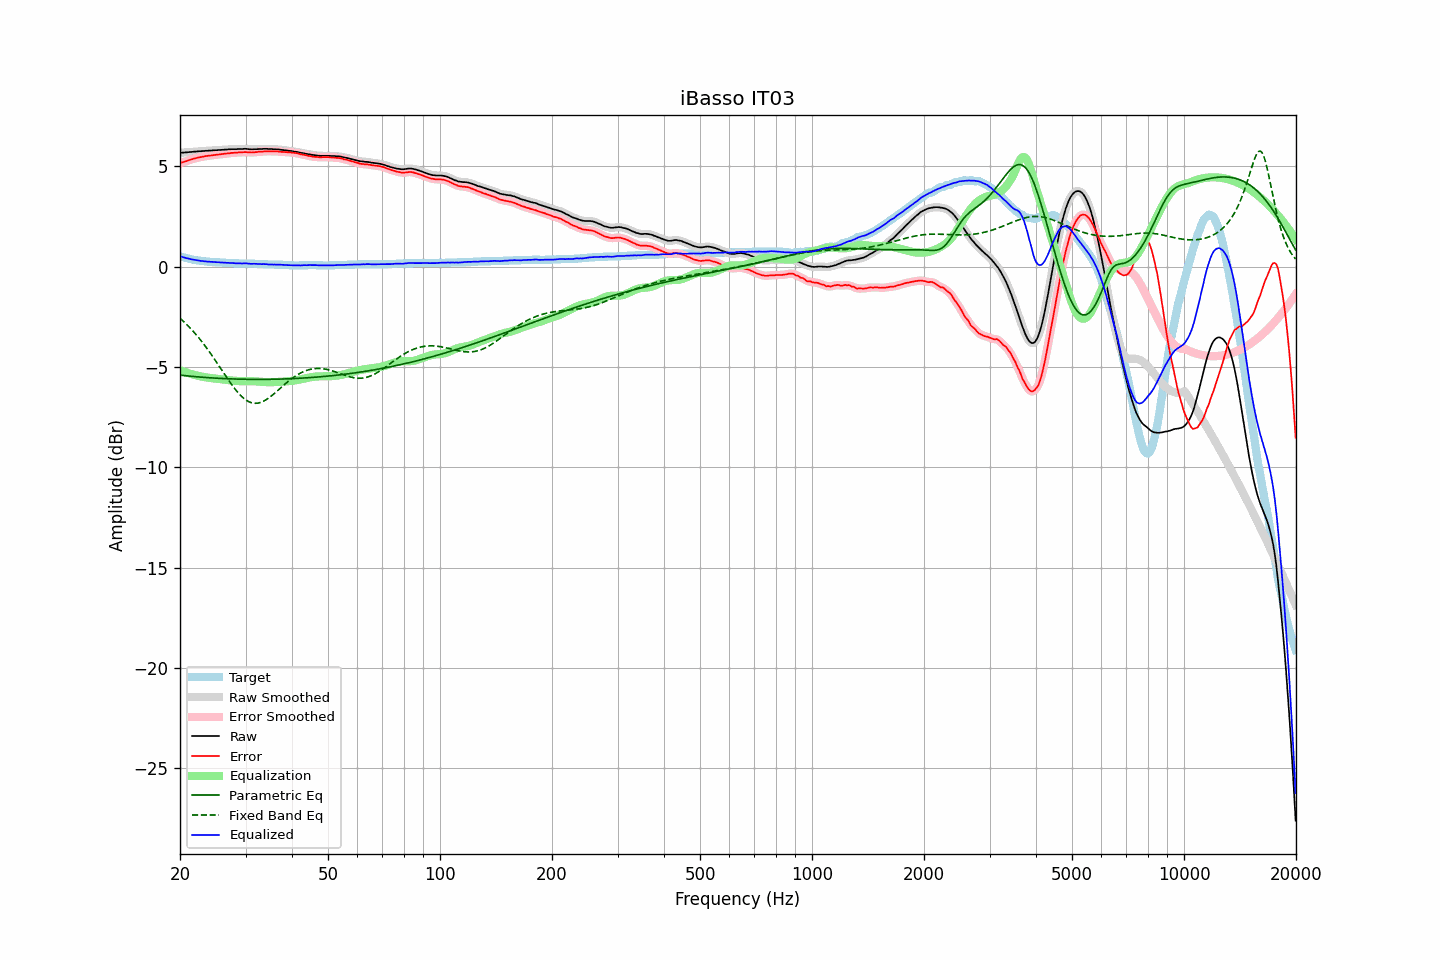 iBasso IT03
Amplitude (dBr)
5
0
−5
−10
−15
−20
−25
Target
Raw Smoothed
Error Smoothed
Raw
Error
Equalization
Parametric Eq
Fixed Band Eq
Equalized
20 50 100 200 500 1000 2000 5000 10000 20000
Frequency (Hz)